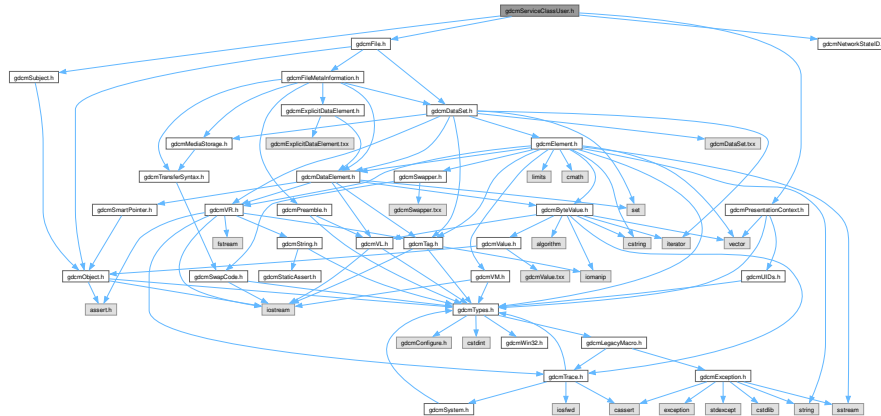 gdcmServiceClassUser.h
gdcmFile.h
gdcmNetworkStateID.
gdcmSubject.h
gdcmFileMetaInformation.h
gdcmExplicitDataElement.h
gdcmDataSet.h
gdcmMediaStorage.h
gdcmExplicitDataElement.txx
gdcmElement.h
gdcmDataSet.txx
gdcmTransferSyntax.h
gdcmDataElement.h
gdcmSwapper.h
limits
cmath
gdcmSmartPointer.h
gdcmVR.h
gdcmPreamble.h
gdcmSwapper.txx
gdcmByteValue.h
set
gdcmPresentationContext.h
fstream
gdcmString.h
gdcmVL.h
gdcmTag.h
gdcmValue.h
algorithm
cstring
iterator
vector
gdcmObject.h
gdcmSwapCode.h
gdcmStaticAssert.h
gdcmVM.h
gdcmValue.txx
iomanip
gdcmUIDs.h
assert.h
iostream
gdcmTypes.h
gdcmConfigure.h
cstdint
gdcmWin32.h
gdcmLegacyMacro.h
gdcmTrace.h
gdcmException.h
gdcmSystem.h
iosfwd
cassert
exception
stdexcept
cstdlib
string
sstream